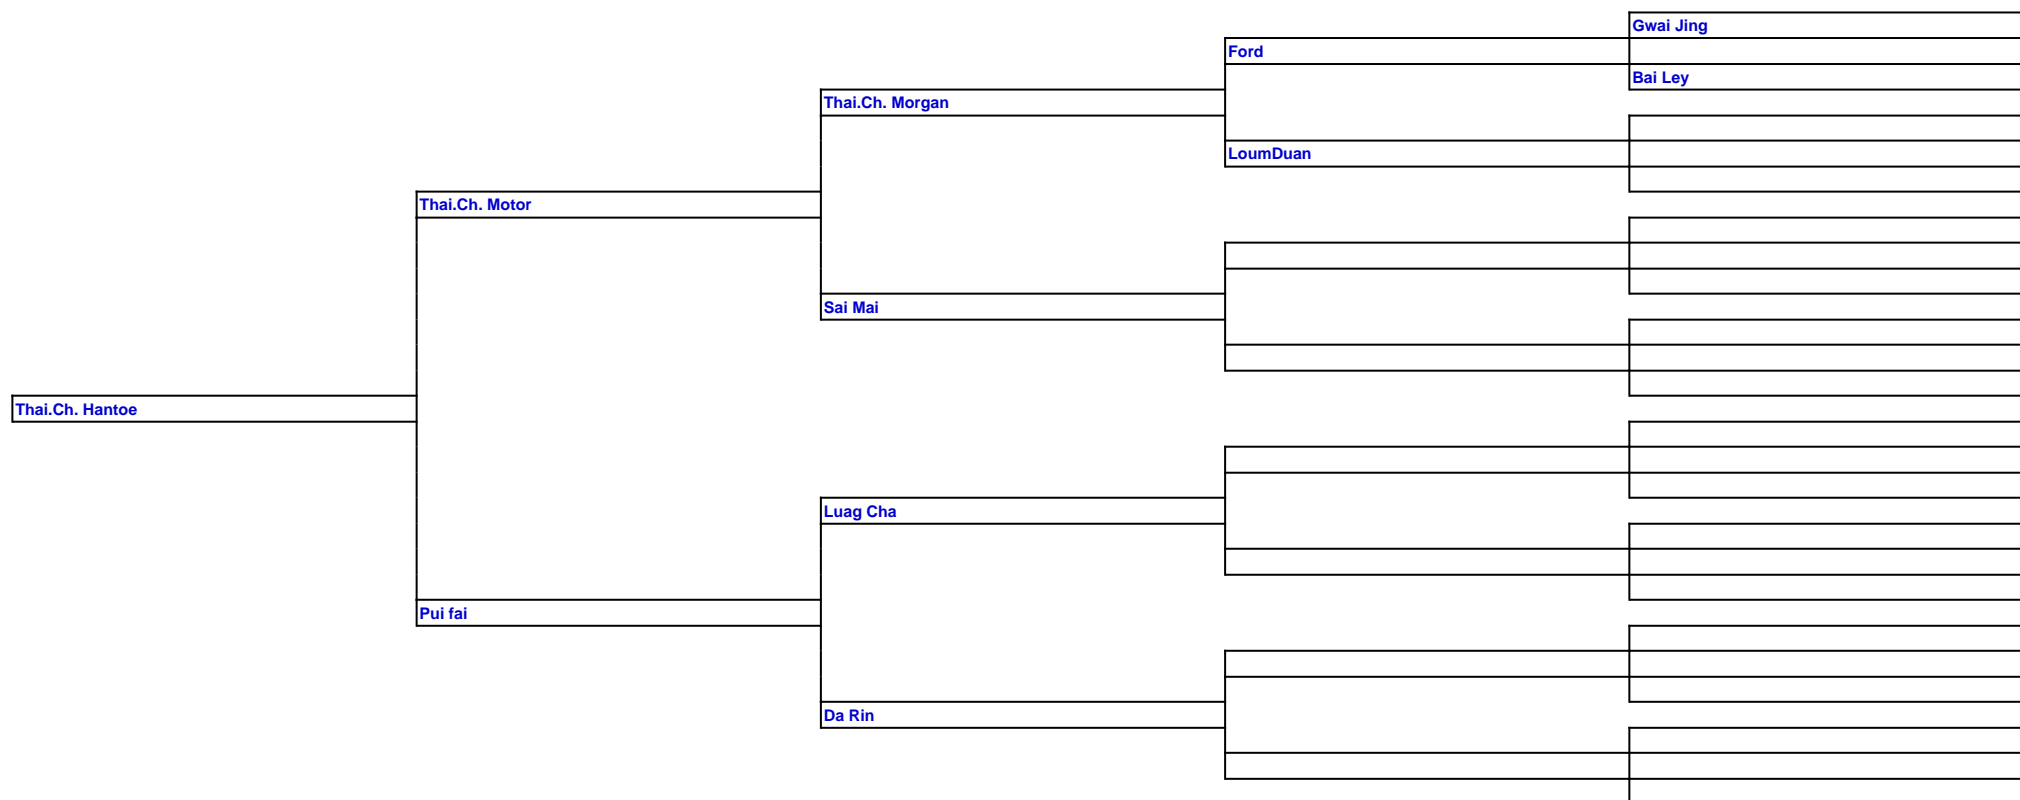 Gwai Jing
Ford
Bai Ley
Thai.Ch. Morgan
LoumDuan
Thai.Ch. Motor
Sai Mai
Thai.Ch. Hantoe
Luag Cha
Pui fai
Da Rin